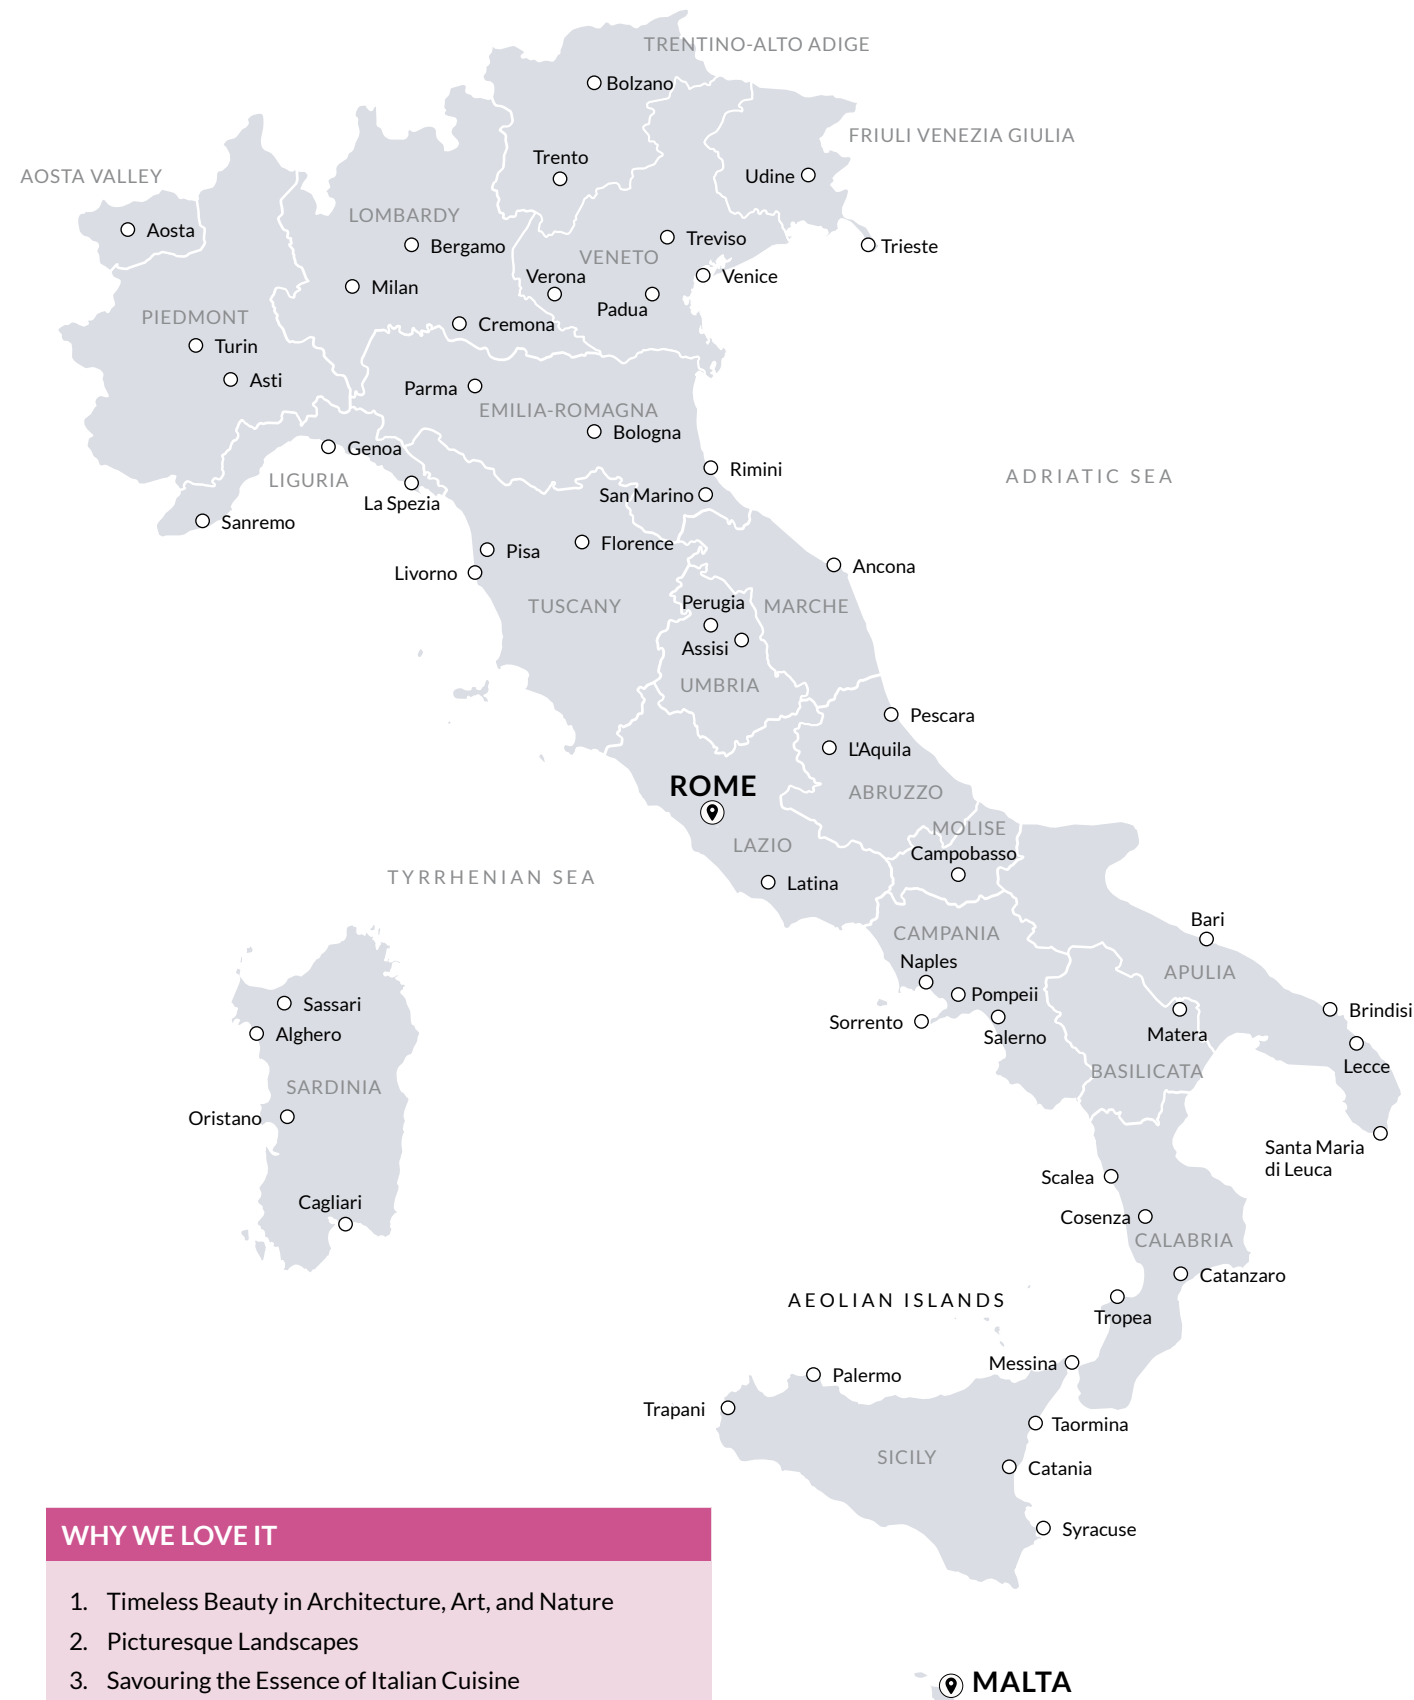 TRENTINO-ALTO ADIGE
Bolzano
FRIULI VENEZIA GIULIA
Trento
AOSTA VALLEY
Udine
LOMBARDY
Aosta
Treviso
Bergamo
Trieste
VENETO
Verona
Venice
Milan
Padua
PIEDMONT
Cremona
Turin
Asti
Parma
EMILIA-ROMAGNA
Bologna
Genoa
Rimini
ADRIATIC SEA
LIGURIA
San Marino
La Spezia
Sanremo
Florence
Pisa
Ancona
Livorno
Perugia
TUSCANY
MARCHE
Assisi
UMBRIA
Pescara
L'Aquila
ROME
ABRUZZO
MOLISE
LAZIO
Campobasso
TYRRHENIAN SEA
Latina
Bari
CAMPANIA
Naples
APULIA
Pompeii
Sassari
Brindisi
Sorrento
Alghero
Matera
Salerno
Lecce
BASILICATA
SARDINIA
Oristano
Santa Maria
di Leuca
Scalea
Cagliari
Cosenza
CALABRIA
Catanzaro
AEOLIAN ISLANDS
Tropea
Messina
Palermo
Trapani
Taormina
SICILY
Catania
Syracuse
WHY WE LOVE IT
1. Timeless Beauty in Architecture, Art, and Nature
2. Picturesque Landscapes
3. Savouring the Essence of Italian Cuisine
MALTA